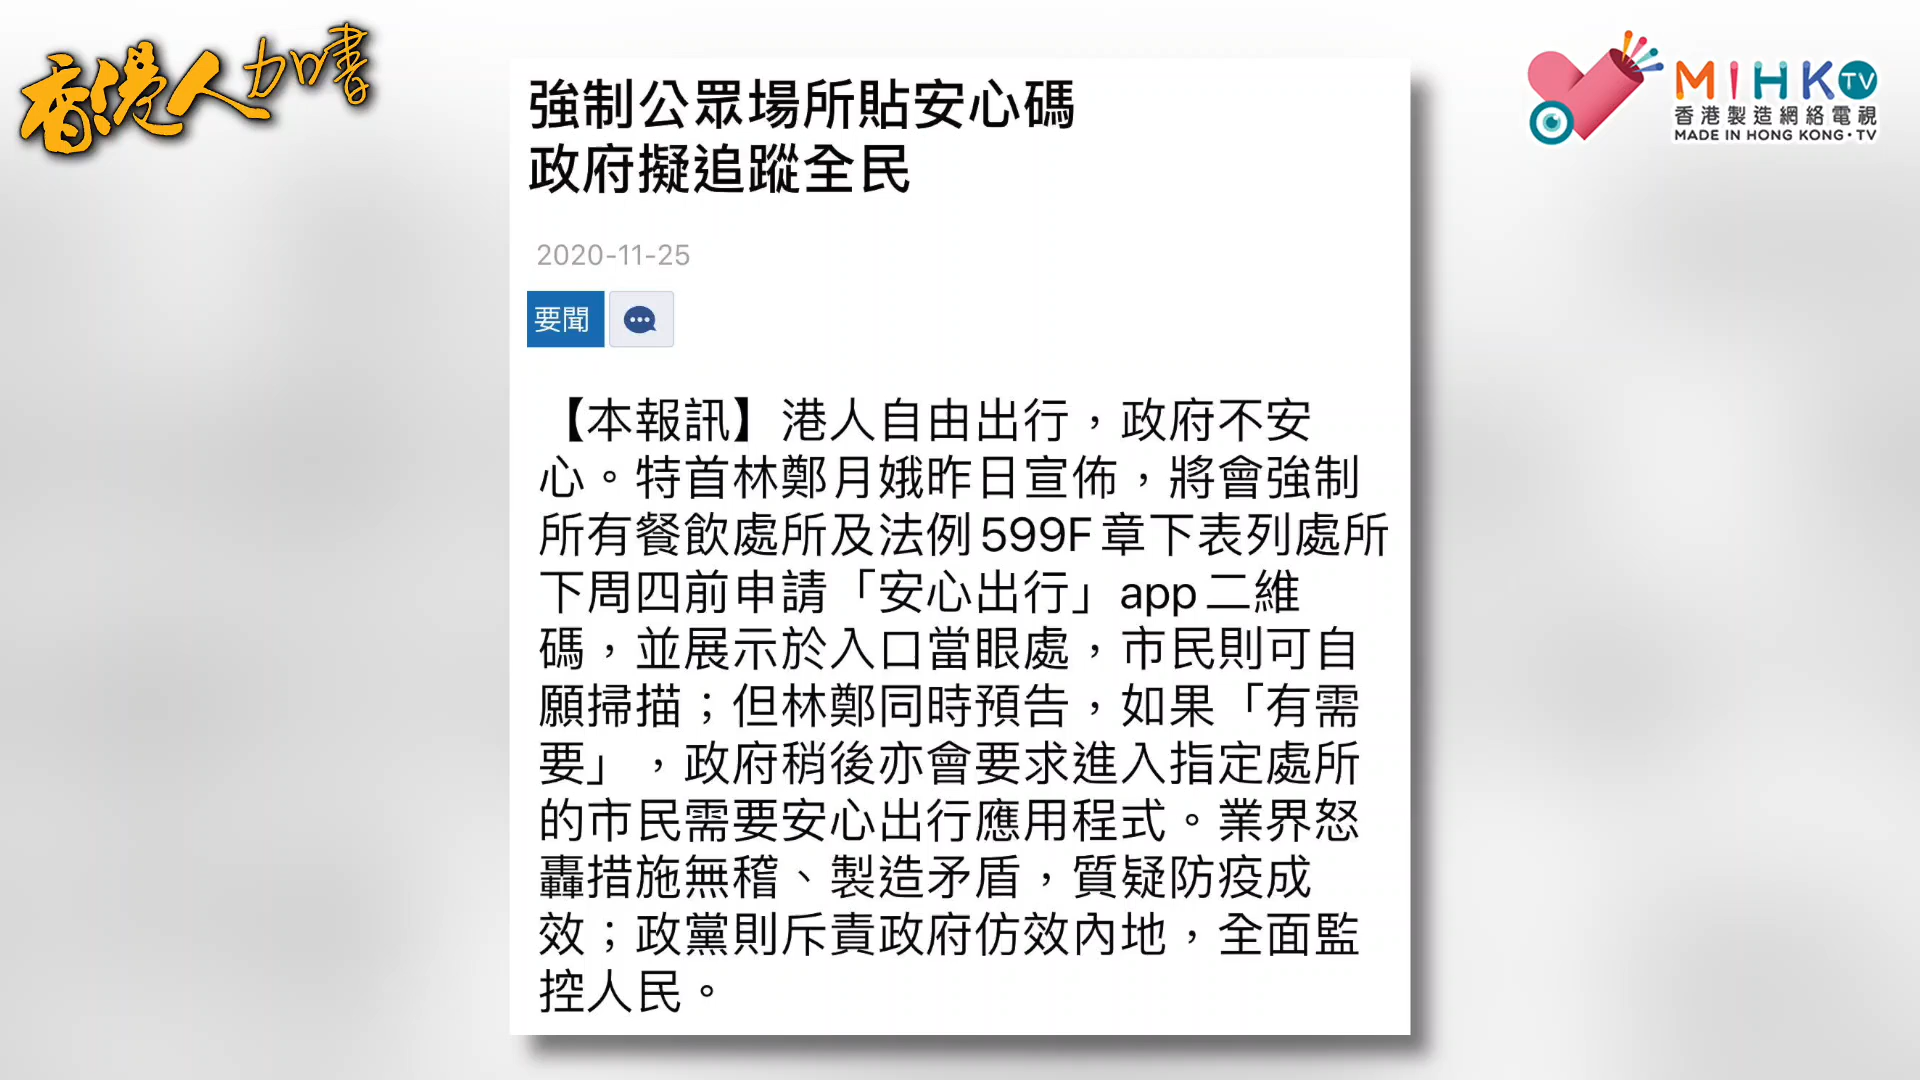 香港人加嘢
MIHK TV
香港製造網絡電視
MADE IN HONG KONG·TV
強制公眾場所貼安心碼
政府擬追蹤全民
2020-11-25
要聞
【本報訊】港人自由出行，政府不安
心。特首林鄭月娥昨日宣佈，將會強制
所有餐飲處所及法例599F章下表列處所
下周四前申請「安心出行」app二維
碼，並展示於入口當眼處，市民則可自
願掃描；但林鄭同時預告，如果「有需
要」，政府稍後亦會要求進入指定處所
的市民需要安心出行應用程式。業界怒
轟措施無稽、製造矛盾，質疑防疫成
效；政黨則斥責政府仿效內地，全面監
控人民。